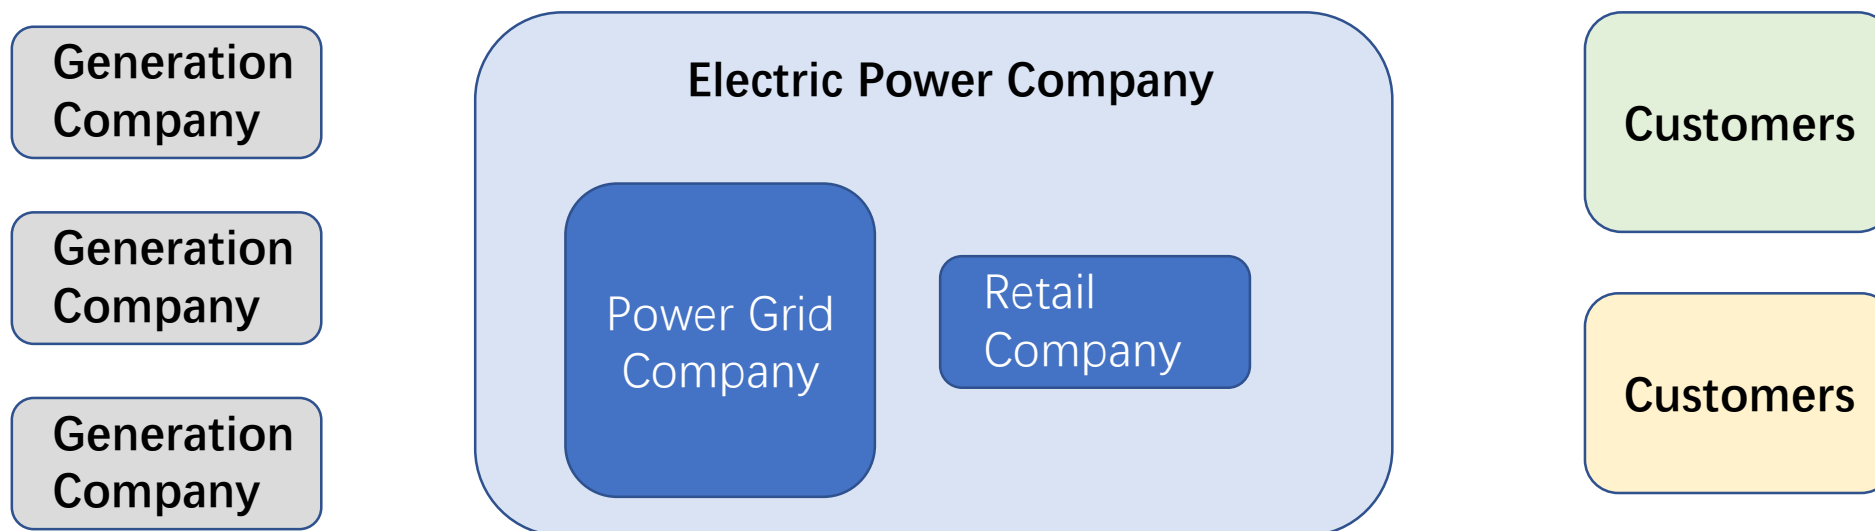 Generation
Company
Generation
Company
Generation
Company
Electric Power Company
Power Grid
Company
Retail
Company
Customers
Customers